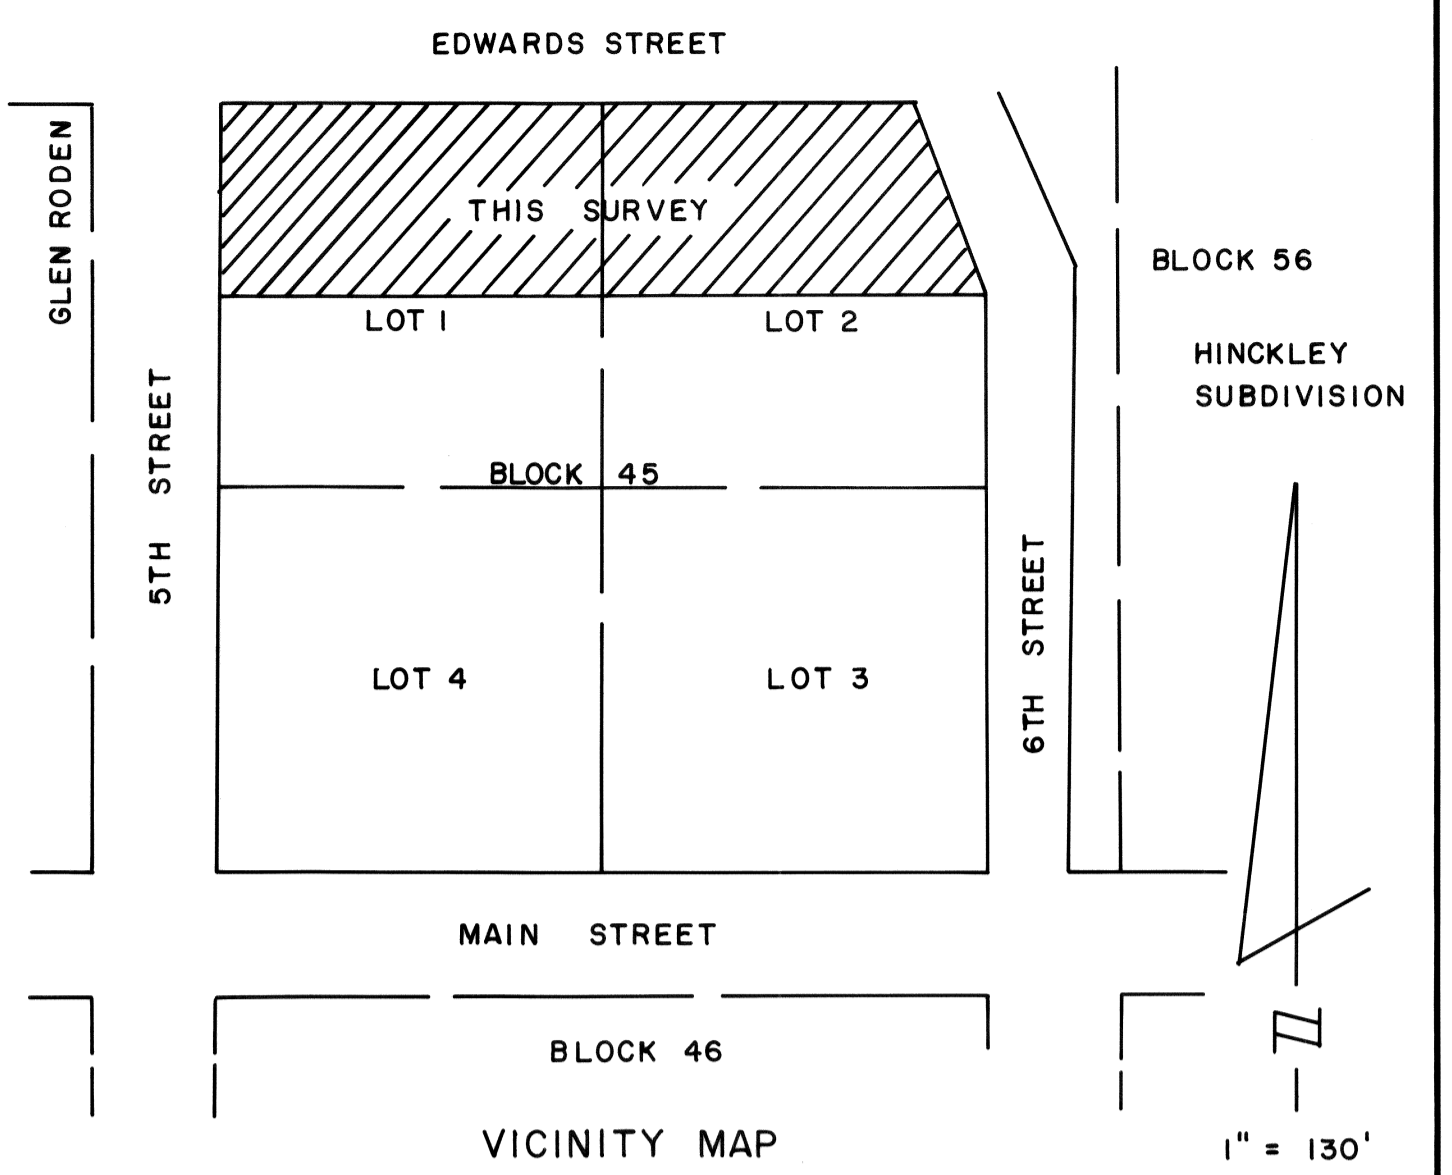 EDWARDS STREET
GLEN RODEN
THIS SURVEY
BLOCK 56
LOT 1
LOT 2
HINCKLEY
SUBDIVISION
5TH STREET
BLOCK 45
6TH STREET
LOT 4
LOT 3
MAIN STREET
N
BLOCK 46
VICINITY MAP
1" = 130'